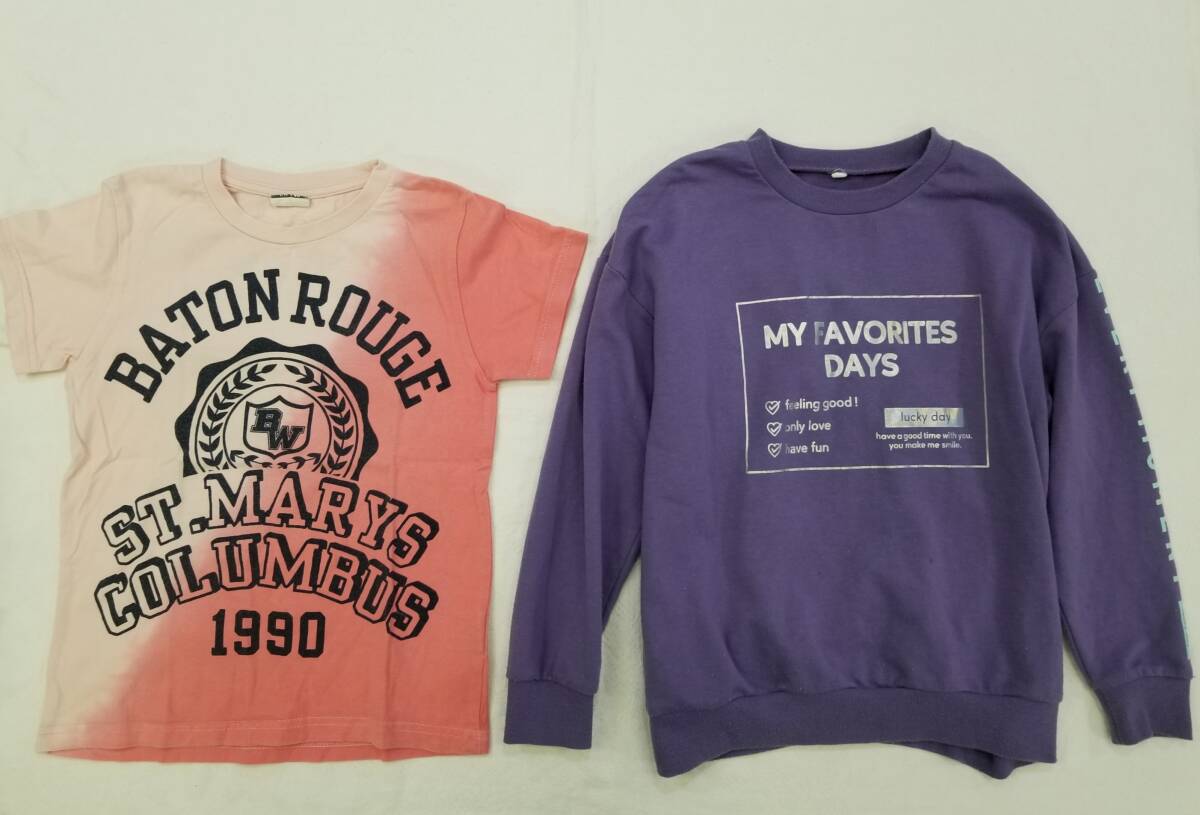 BATON ROUGE
BW
ST.MARYS
COLUMBUS
1990
MY FAVORITES
DAYS
feeling good!
only love
have fun
lucky day
have a good time with you.
you make me smile.